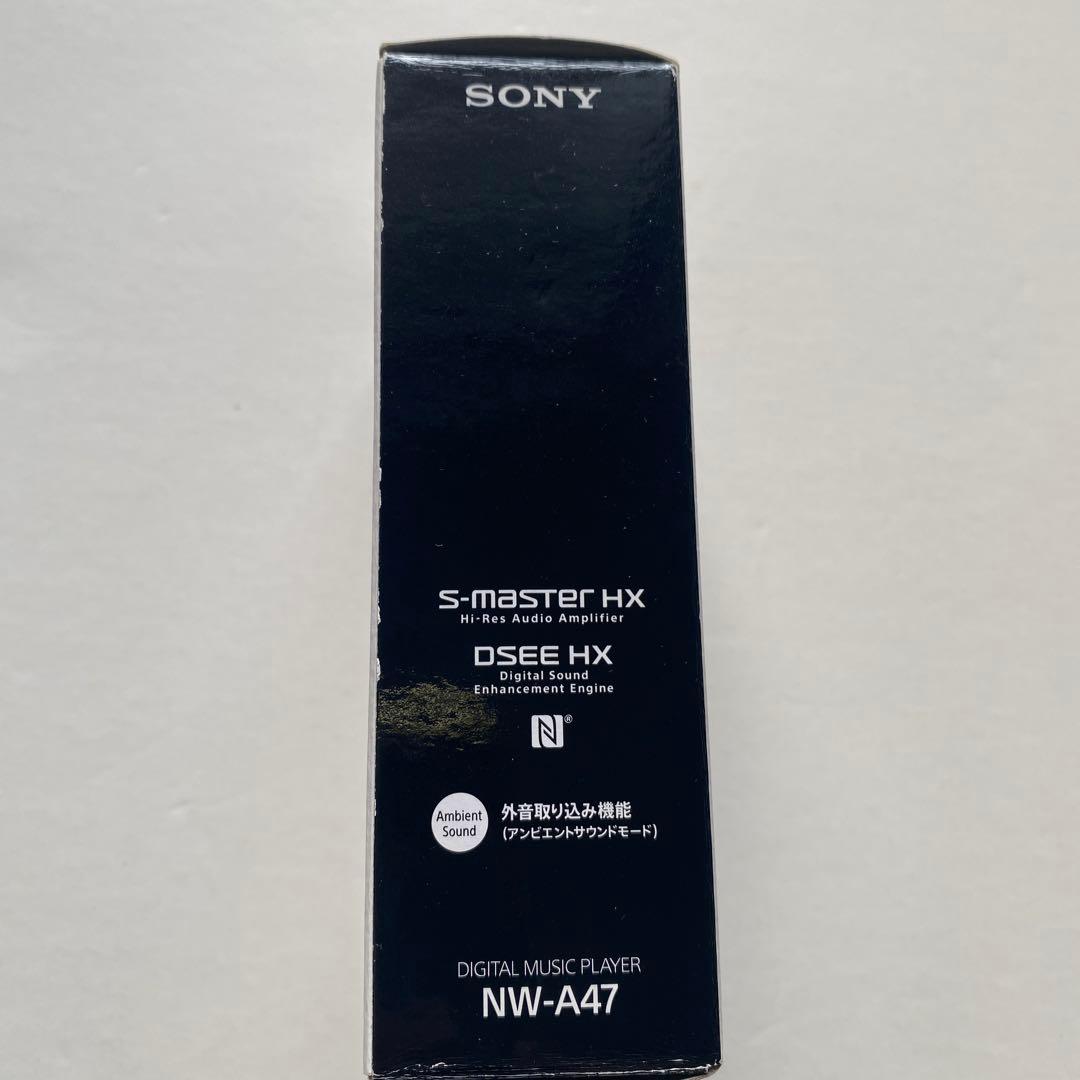 SONY
S-MASTER HX
Hi-Res Audio Amplifier
DSEE HX
Digital Sound
Enhancement Engine
N®
Ambient
Sound
外音取り込み機能
(アンビエントサウンドモード)
DIGITAL MUSIC PLAYER
NW-A47